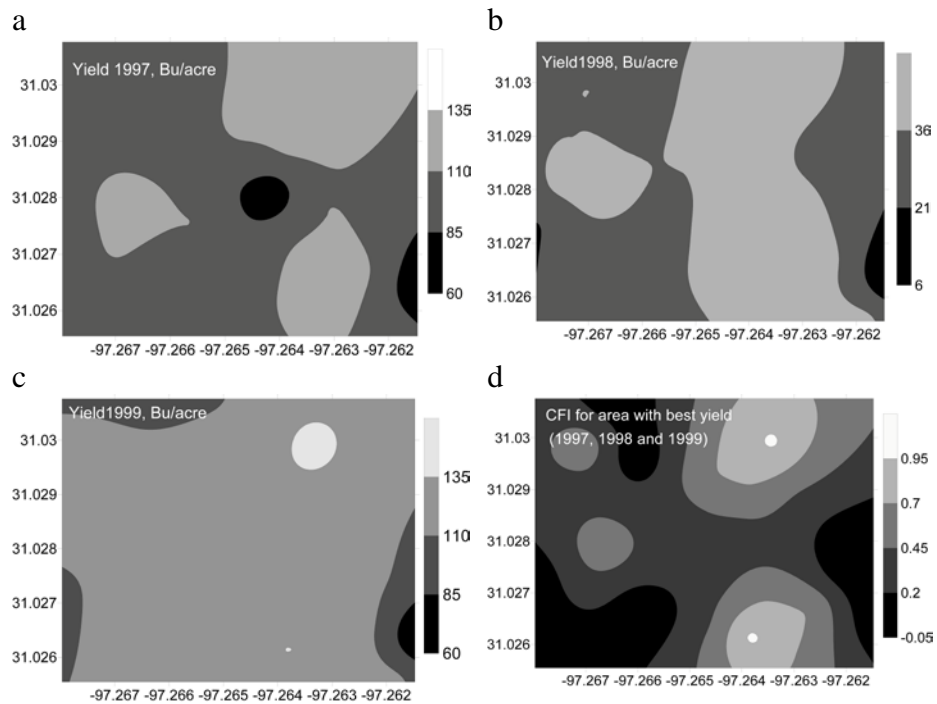 a
Yield 1997, Bu/acre
31.03
31.029
31.028
31.027
31.026
-97.267 -97.266 -97.265 -97.264 -97.263 -97.262
135
110
85
60
b
Yield1998, Bu/acre
31.03
31.029
31.028
31.027
31.026
-97.267 -97.266 -97.265 -97.264 -97.263 -97.262
36
21
6
c
Yield1999, Bu/acre
31.03
31.029
31.028
31.027
31.026
-97.267 -97.266 -97.265 -97.264 -97.263 -97.262
135
110
85
60
d
CFI for area with best yield
(1997, 1998 and 1999)
31.03
31.029
31.028
31.027
31.026
-97.267 -97.266 -97.265 -97.264 -97.263 -97.262
0.95
0.7
0.45
0.2
-0.05